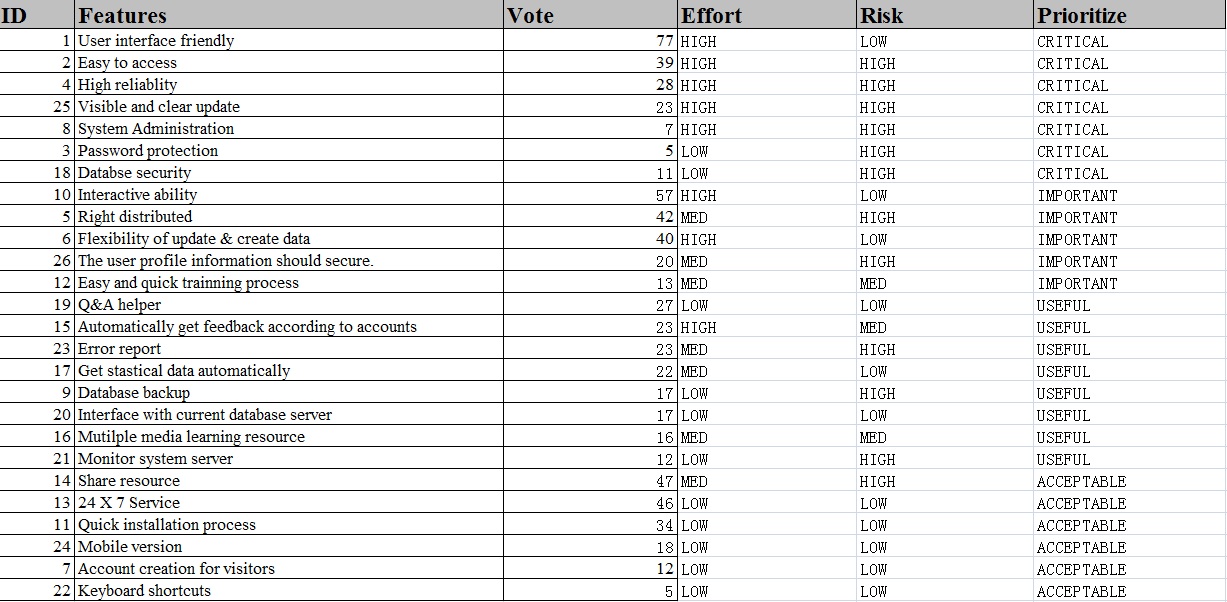 ID Features Vote Effort Risk Prioritize
1 User interface friendly 77 HIGH LOW CRITICAL
2 Easy to access 39 HIGH HIGH CRITICAL
4 High reliablity 28 HIGH HIGH CRITICAL
25 Visible and clear update 23 HIGH HIGH CRITICAL
8 System Administration 7 HIGH HIGH CRITICAL
3 Password protection 5 LOW HIGH CRITICAL
18 Databse security 11 LOW HIGH CRITICAL
10 Interactive ability 57 HIGH LOW IMPORTANT
5 Right distributed 42 MED HIGH IMPORTANT
6 Flexibility of update & create data 40 HIGH LOW IMPORTANT
26 The user profile information should secure. 20 MED HIGH IMPORTANT
12 Easy and quick trainning process 13 MED MED IMPORTANT
19 Q&A helper 27 LOW LOW USEFUL
15 Automatically get feedback according to accounts 23 HIGH MED USEFUL
23 Error report 23 MED HIGH USEFUL
17 Get stastical data automatically 22 MED LOW USEFUL
9 Database backup 17 LOW HIGH USEFUL
20 Interface with current database server 17 LOW LOW USEFUL
16 Mutilple media learning resource 16 MED MED USEFUL
21 Monitor system server 12 LOW HIGH USEFUL
14 Share resource 47 MED HIGH ACCEPTABLE
13 24 X 7 Service 46 LOW LOW ACCEPTABLE
11 Quick installation process 34 LOW LOW ACCEPTABLE
24 Mobile version 18 LOW LOW ACCEPTABLE
7 Account creation for visitors 12 LOW LOW ACCEPTABLE
22 Keyboard shortcuts 5 LOW LOW ACCEPTABLE